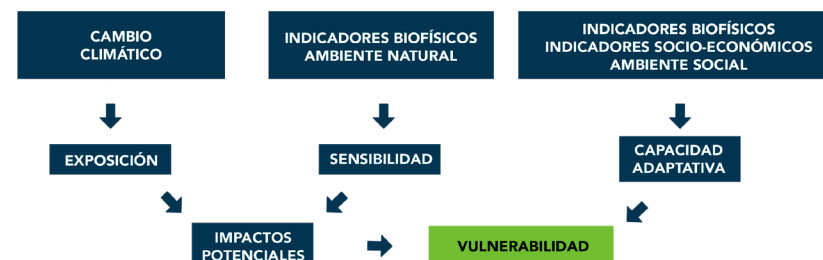 CAMBIO
CLIMÁTICO
INDICADORES BIOFÍSICOS
AMBIENTE NATURAL
INDICADORES BIOFÍSICOS
INDICADORES SOCIO-ECONÓMICOS
AMBIENTE SOCIAL
EXPOSICIÓN
SENSIBILIDAD
CAPACIDAD
ADAPTATIVA
IMPACTOS
POTENCIALES
VULNERABILIDAD